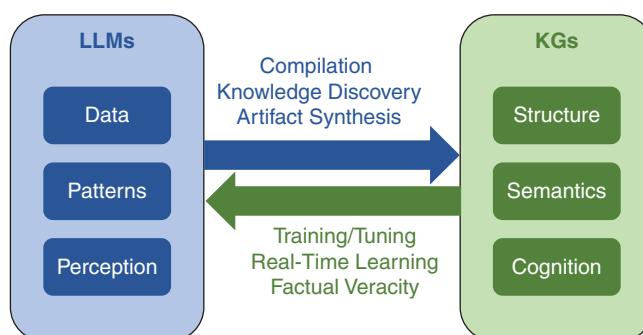 LLMs
Data
Patterns
Perception
Compilation
Knowledge Discovery
Artifact Synthesis
Training/Tuning
Real-Time Learning
Factual Veracity
KGs
Structure
Semantics
Cognition